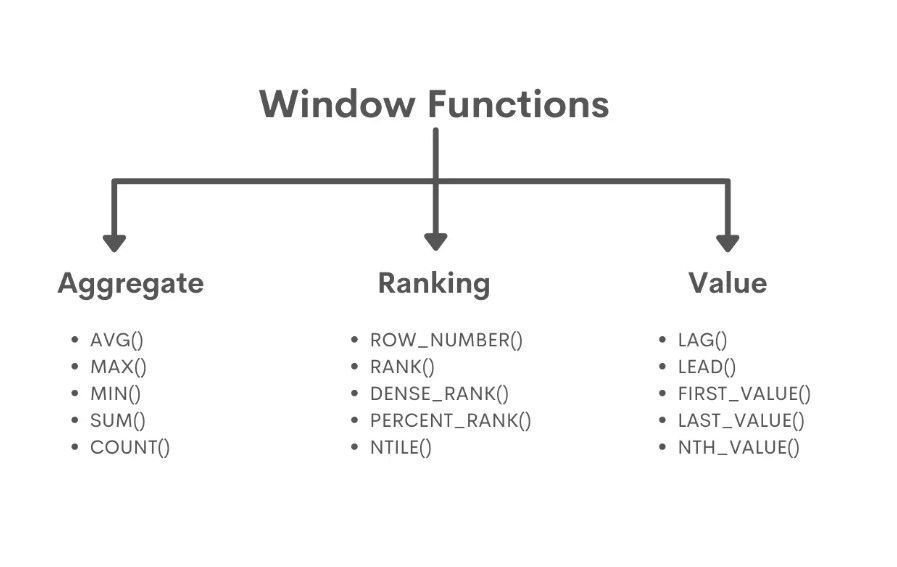 Window Functions
Aggregate
• AVG()
• MAX()
• MIN()
• SUM()
• COUNT()
Ranking
• ROW_NUMBER()
• RANK()
• DENSE_RANK()
• PERCENT_RANK()
• NTILE()
Value
• LAG()
• LEAD()
• FIRST_VALUE()
• LAST_VALUE()
• NTH_VALUE()